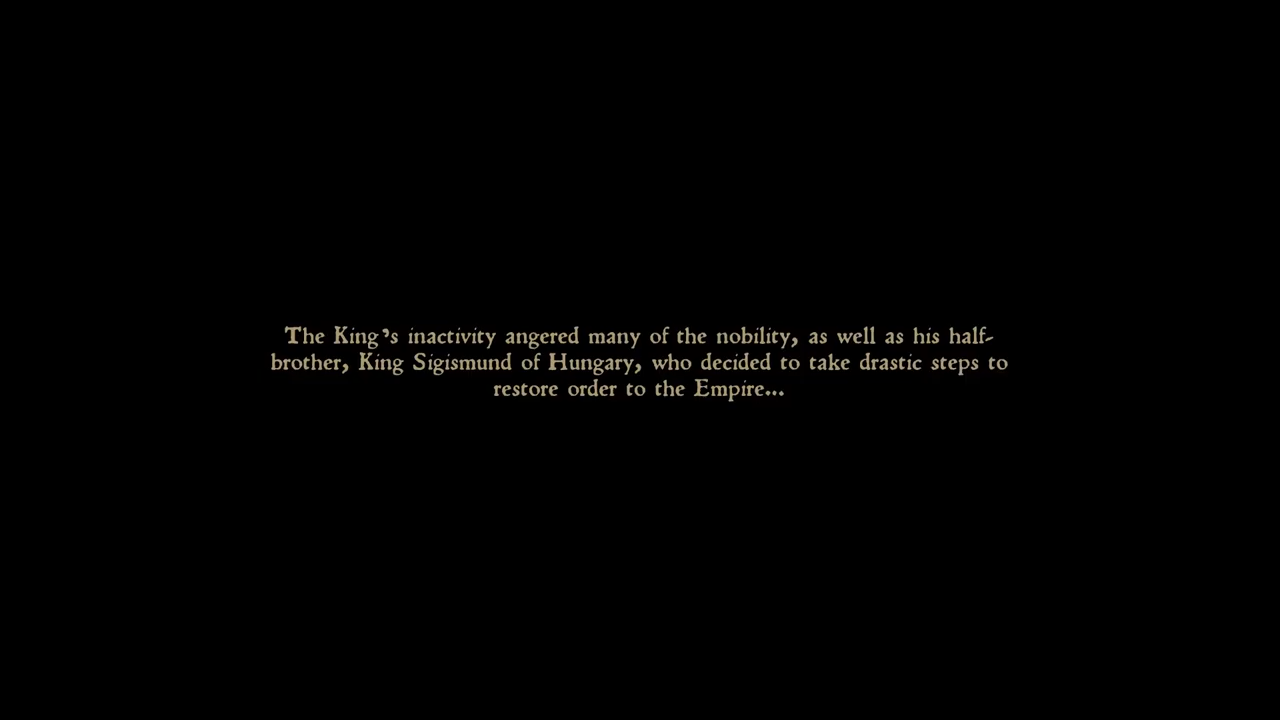 The King's inactivity angered many of the nobility, as well as his half-
brother, King Sigismund of Hungary, who decided to take drastic steps to
restore order to the Empire...